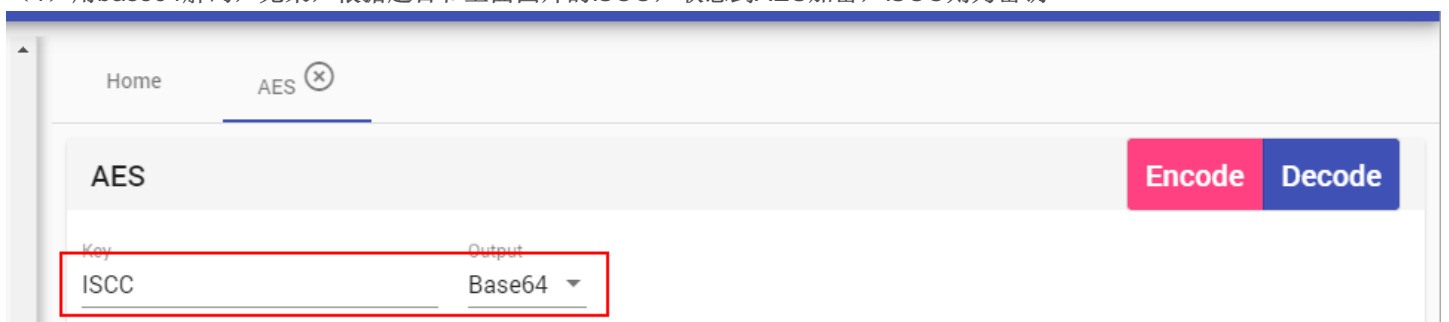 Home
AES
AES
Encode Decode
Key Output
ISCC Base64